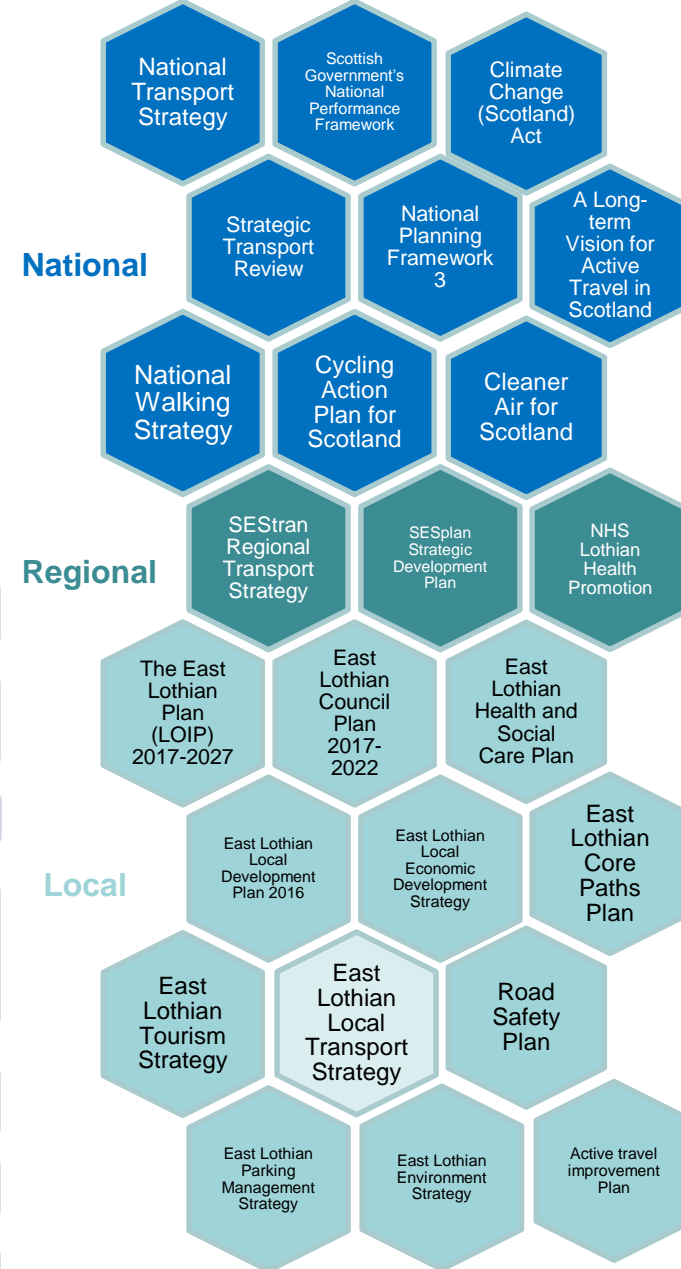 National
Transport
Strategy
Scottish
Government's
National
Performance
Framework
Climate
Change
(Scotland)
Act
Strategic
Transport
Review
National
Planning
Framework
3
A Long-
term
Vision for
Active
Travel in
Scotland
National
National
Walking
Strategy
Cycling
Action
Plan for
Scotland
Cleaner
Air for
Scotland
SEStran
Regional
Transport
Strategy
SESplan
Strategic
Development
Plan
NHS
Lothian
Health
Promotion
Regional
The East
Lothian
Plan
(LOIP)
2017-2027
East
Lothian
Council
Plan
2017-
2022
East
Lothian
Health and
Social
Care Plan
East Lothian
Local
Development
Plan 2016
East Lothian
Local
Economic
Development
Strategy
East
Lothian
Core
Paths
Plan
Local
East
Lothian
Tourism
Strategy
East
Lothian
Local
Transport
Strategy
Road
Safety
Plan
East Lothian
Parking
Management
Strategy
East Lothian
Environment
Strategy
Active travel
improvement
Plan